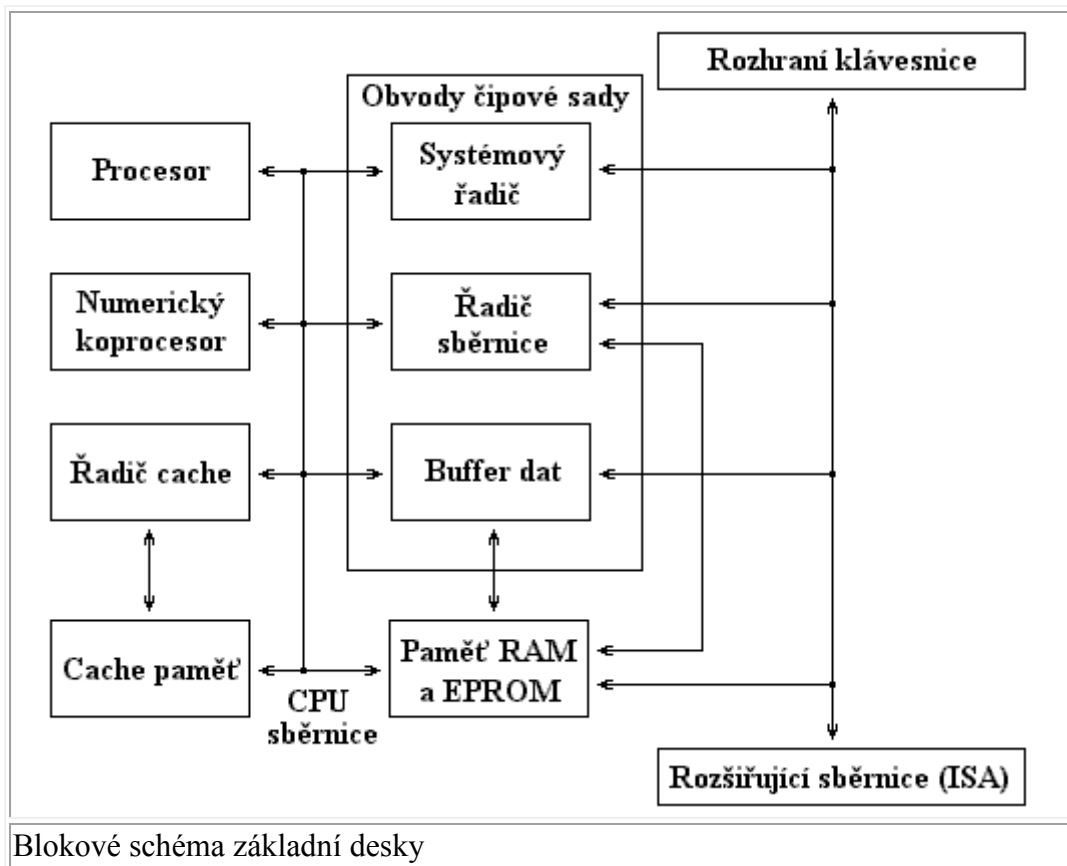 Rozhraní klávesnice
Obvody čipové sady
Procesor
Systémový
řadič
Numerický
koprocesor
Řadič
sběrnice
Řadič cache
Buffer dat
Cache paměť
Paměť RAM
a EPROM
CPU
sběrnice
Rozšiřující sběrnice (ISA)
Blokové schéma základní desky